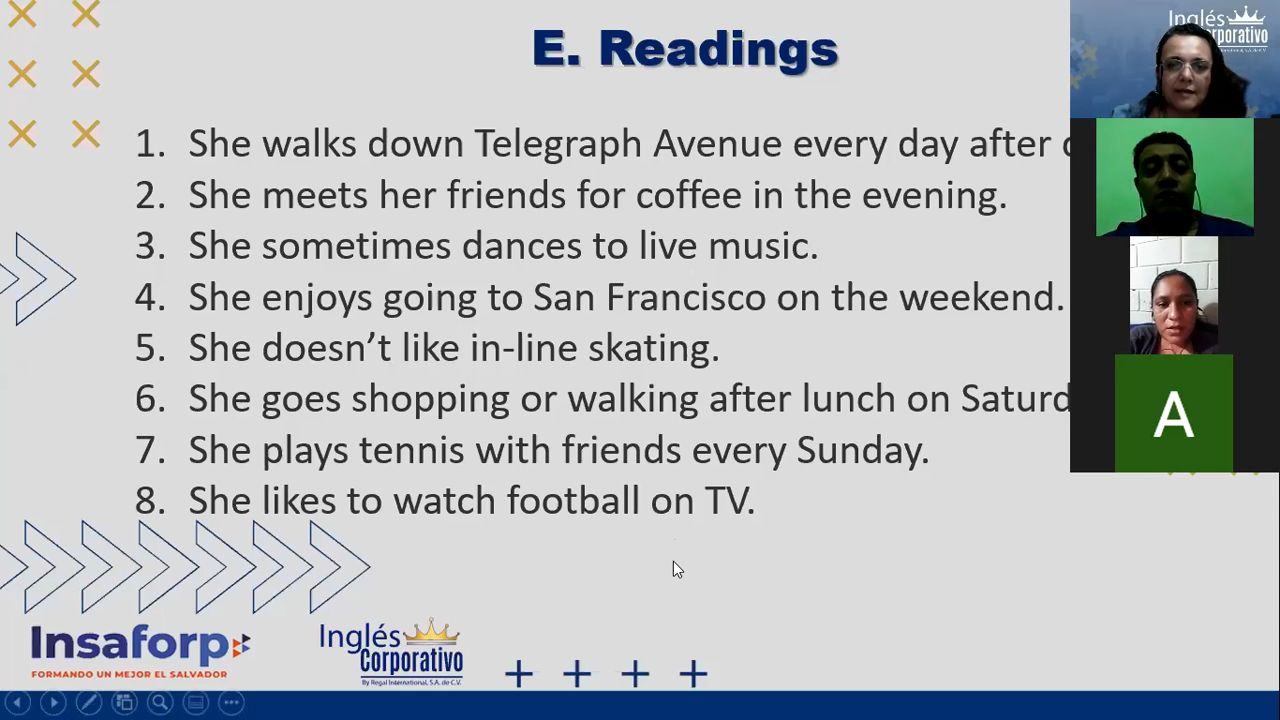 E. Readings
1. She walks down Telegraph Avenue every day after
2. She meets her friends for coffee in the evening.
3. She sometimes dances to live music.
4. She enjoys going to San Francisco on the weekend.
5. She doesn’t like in-line skating.
6. She goes shopping or walking after lunch on
7. She plays tennis with friends every Sunday.
8. She likes to watch football on TV.
Insaforp
FORMANDO UN MEJOR EL SALVADOR
Inglés
Corporativo
By Regal International, S.A. de C.V.
Inglés
Corporativo
A